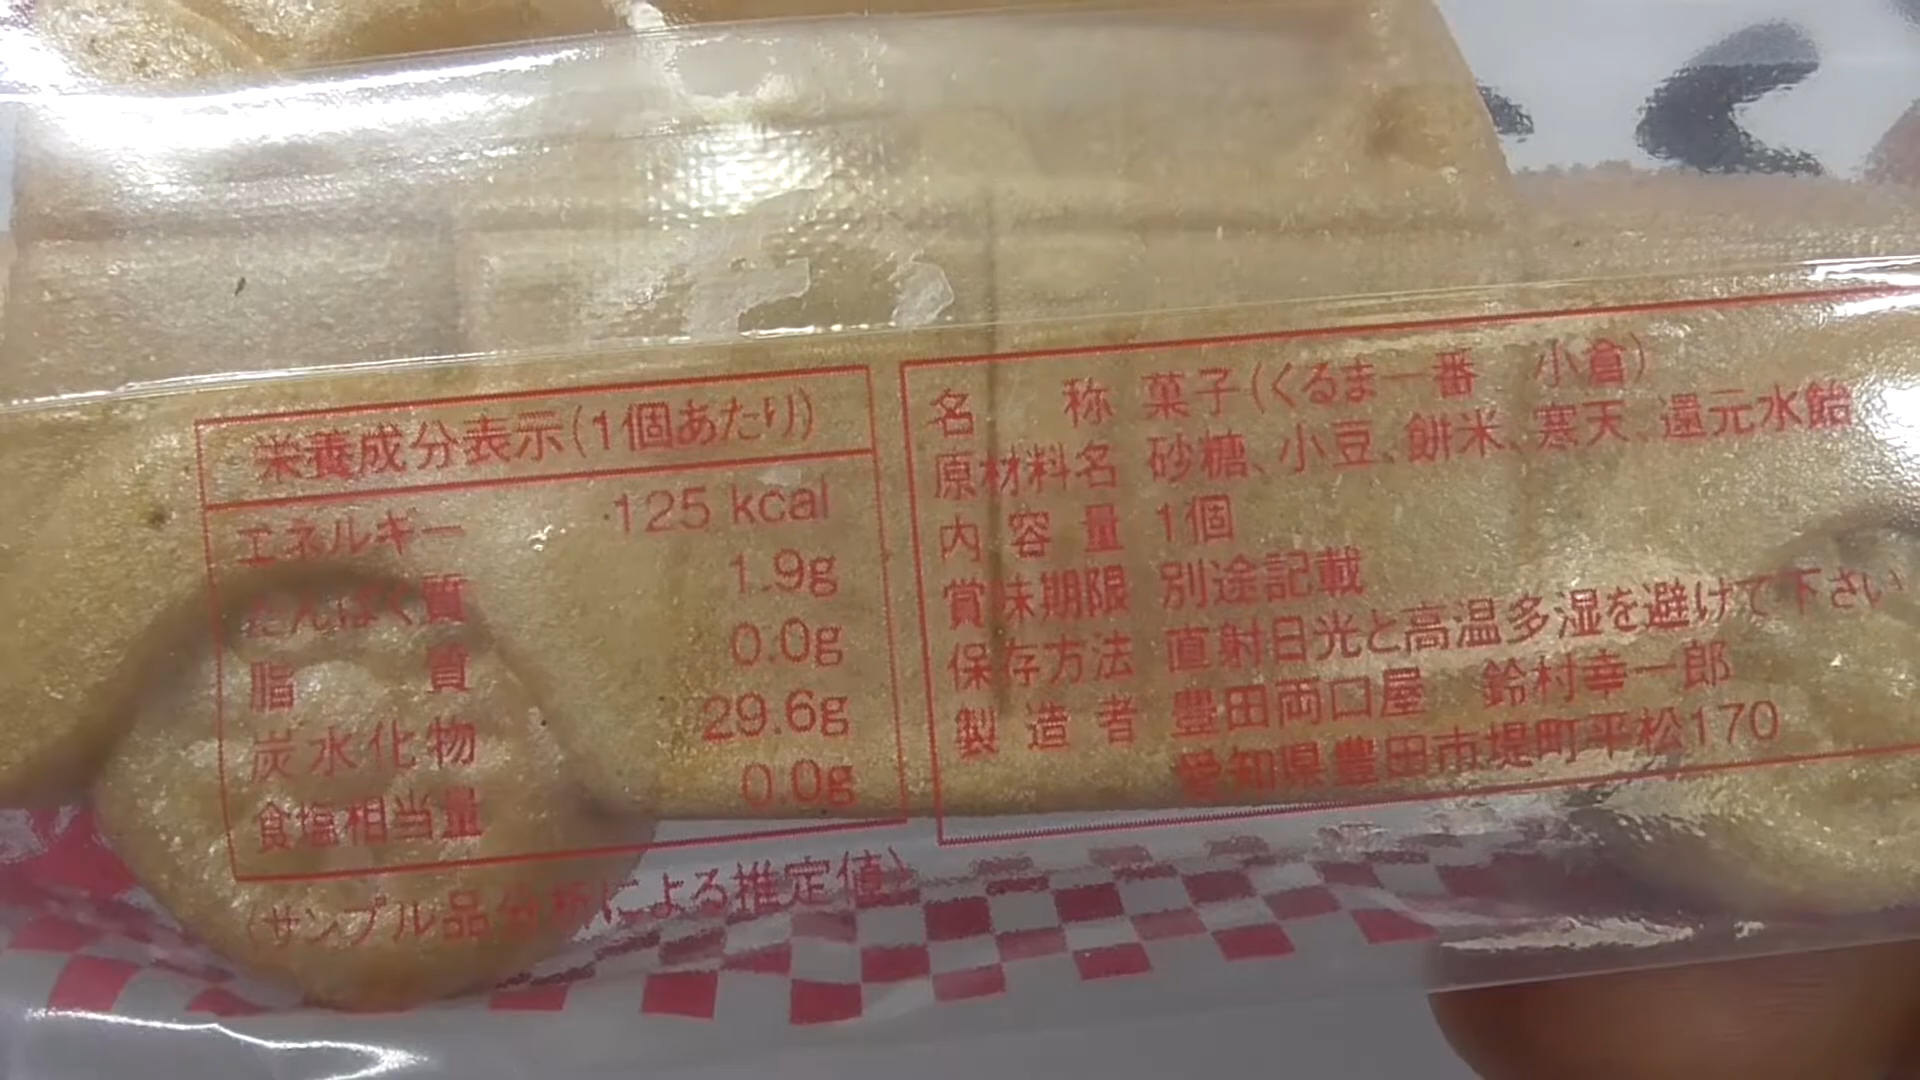 栄養成分表示(1個あたり)
エネルギー 125 kcal
たんぱく質 1.9g
脂質 0.0g
炭水化物 29.6g
食塩相当量 0.0g
(サンプル品分析による推定値)
名称 菓子(くるま一番 小倉)
原材料名 砂糖、小豆、餅米、寒天、還元水飴
内容量 1個
賞味期限 別途記載
保存方法 直射日光と高温多湿を避けて下さい
製造者 豊田両口屋 鈴村幸一郎
愛知県豊田市堤町平松170